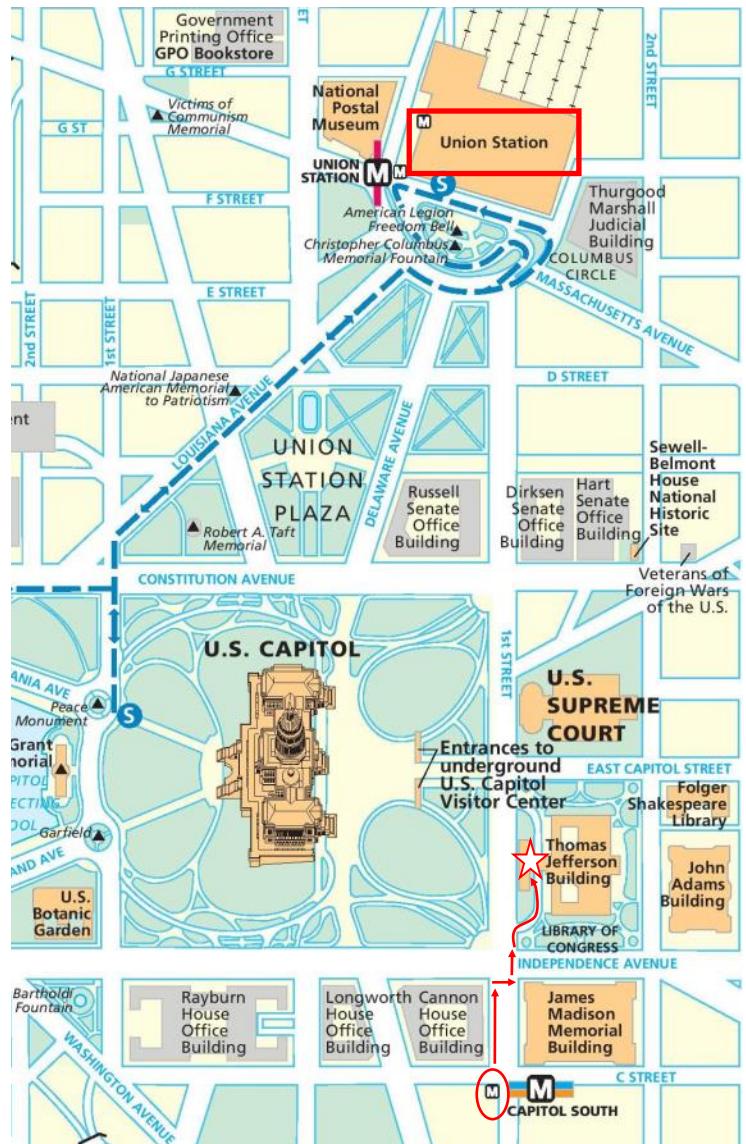 Government
Printing Office
GPO Bookstore
G STREET
Victims of
Communism
Memorial
G ST
National
Postal
Museum
M
Union Station
UNION
STATION
M
M
S
2nd STREET
F STREET
American Legion
Freedom Bell
Christopher Columbus
Memorial Fountain
Thurgood
Marshall
Judicial
Building
COLUMBUS
CIRCLE
MASSACHUSETTS AVENUE
E STREET
2nd STREET
1st STREET
National Japanese
American Memorial
to Patriotism
LOUISIANA AVENUE
D STREET
DELAWARE AVENUE
UNION
STATION
PLAZA
Robert A. Taft
Memorial
Russell
Senate
Office
Building
Dirksen
Senate
Office
Building
Hart
Senate
Office
Building
Sewell-
Belmont
House
National
Historic
Site
Veterans of
Foreign Wars
of the U.S.
CONSTITUTION AVENUE
1st STREET
U.S. CAPITOL
U.S.
SUPREME
COURT
ANIA AVE
Peace
Monument
S
Grant
morial
Entrances to
underground
U.S. Capitol
Visitor Center
EAST CAPITOL STREET
Folger
Shakespeare
Library
Garfield
AND AVE
Thomas
Jefferson
Building
John
Adams
Building
U.S.
Botanic
Garden
LIBRARY OF
CONGRESS
INDEPENDENCE AVENUE
Bartholdi
Fountain
WASHINGTON AVENUE
Rayburn
House
Office
Building
Longworth
House
Office
Building
Cannon
House
Office
Building
James
Madison
Memorial
Building
C STREET
M
M
CAPITOL SOUTH